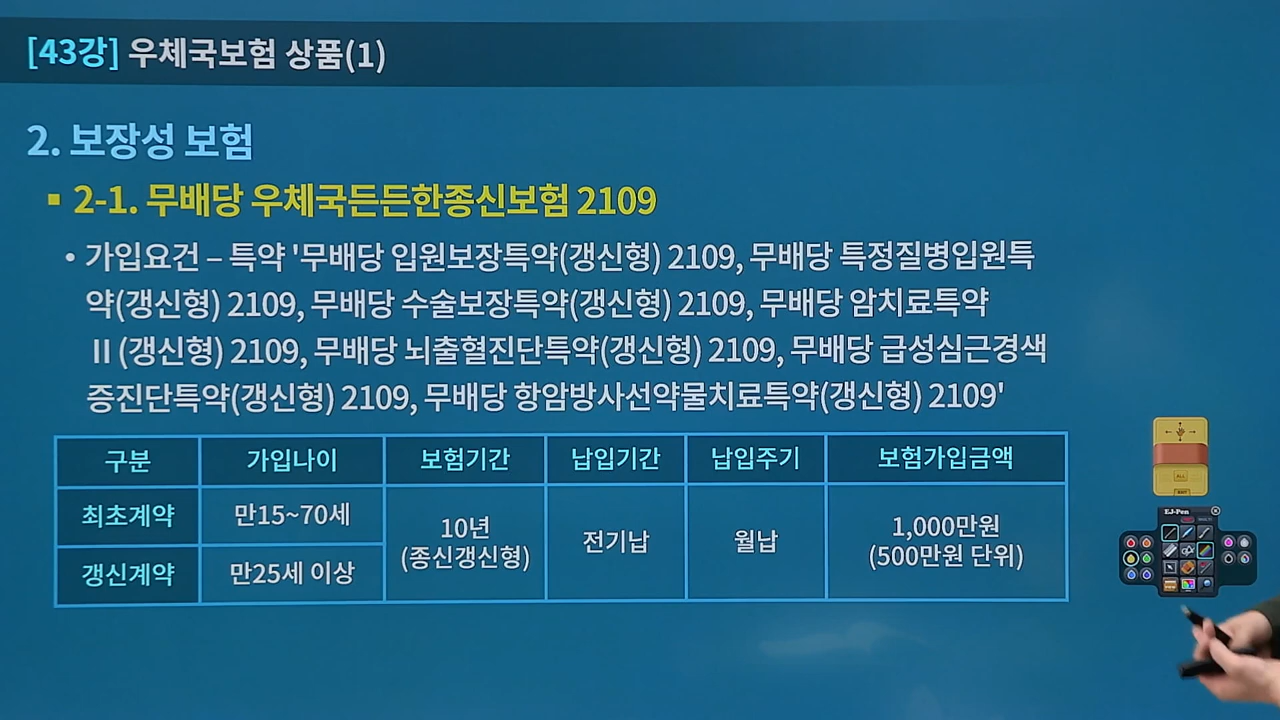 [43강] 우체국보험 상품(1)
2. 보장성 보험
▪ 2-1. 무배당 우체국든든한종신보험 2109
• 가입요건 – 특약 '무배당 입원보장특약(갱신형) 2109, 무배당 특정질병입원특
약(갱신형) 2109, 무배당 수술보장특약(갱신형) 2109, 무배당 암치료특약
Ⅱ(갱신형) 2109, 무배당 뇌출혈진단특약(갱신형) 2109, 무배당 급성심근경색
증진단특약(갱신형) 2109, 무배당 항암방사선약물치료특약(갱신형) 2109'
구분 가입나이 보험기간 납입기간 납입주기 보험가입금액
최초계약 만15~70세 10년 (종신갱신형) 전기납 월납 1,000만원 (500만원 단위)
갱신계약 만25세 이상
ALL
EXIT
EJ-Pen